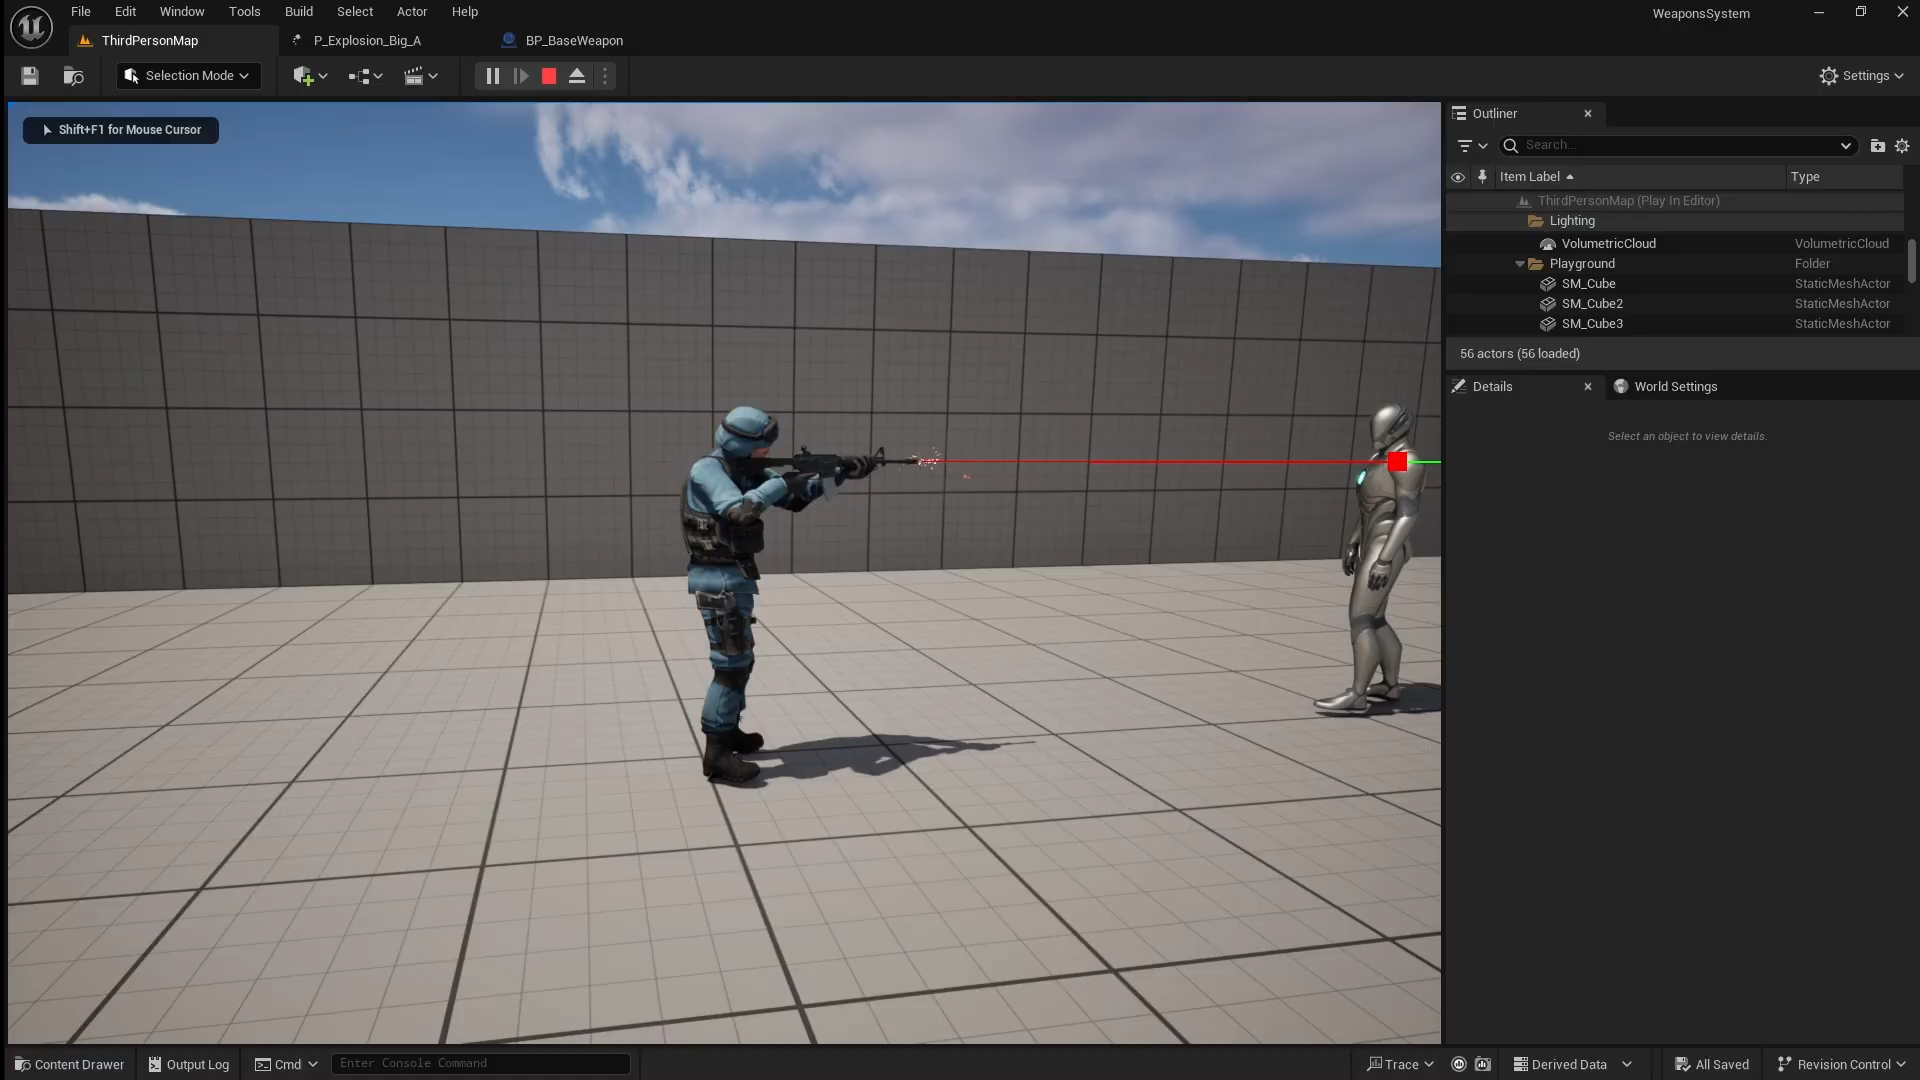 File Edit Window Tools Build Select Actor Help
WeaponsSystem
ThirdPersonMap P_Explosion_Big_A BP_BaseWeapon
Selection Mode
Settings
Shift+F1 for Mouse Cursor
Outliner
Search...
Item Label Type
ThirdPersonMap (Play In Editor)
Lighting
VolumetricCloud VolumetricCloud
Playground Folder
SM_Cube StaticMeshActor
SM_Cube2 StaticMeshActor
SM_Cube3 StaticMeshActor
56 actors (56 loaded)
Details World Settings
Select an object to view details.
Content Drawer Output Log Cmd Enter Console Command Trace Derived Data All Saved Revision Control